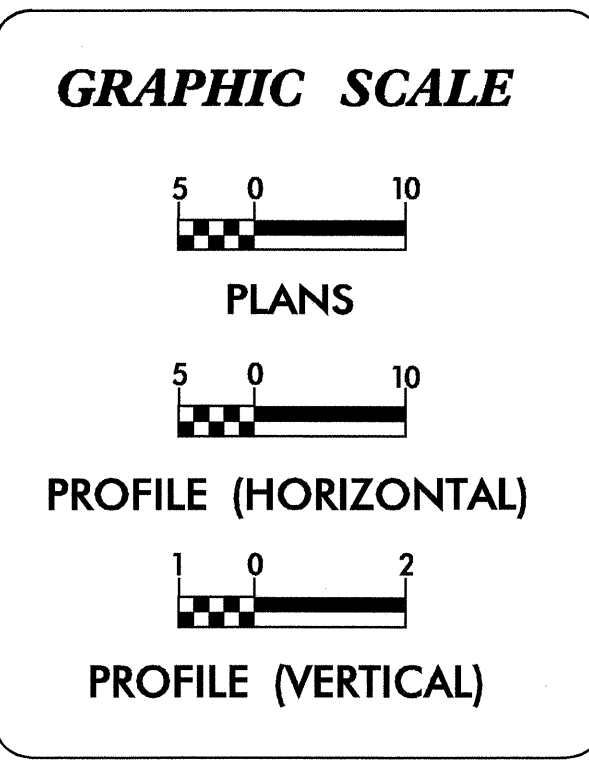 GRAPHIC SCALE
5 0 10
PLANS
5 0 10
PROFILE (HORIZONTAL)
1 0 2
PROFILE (VERTICAL)